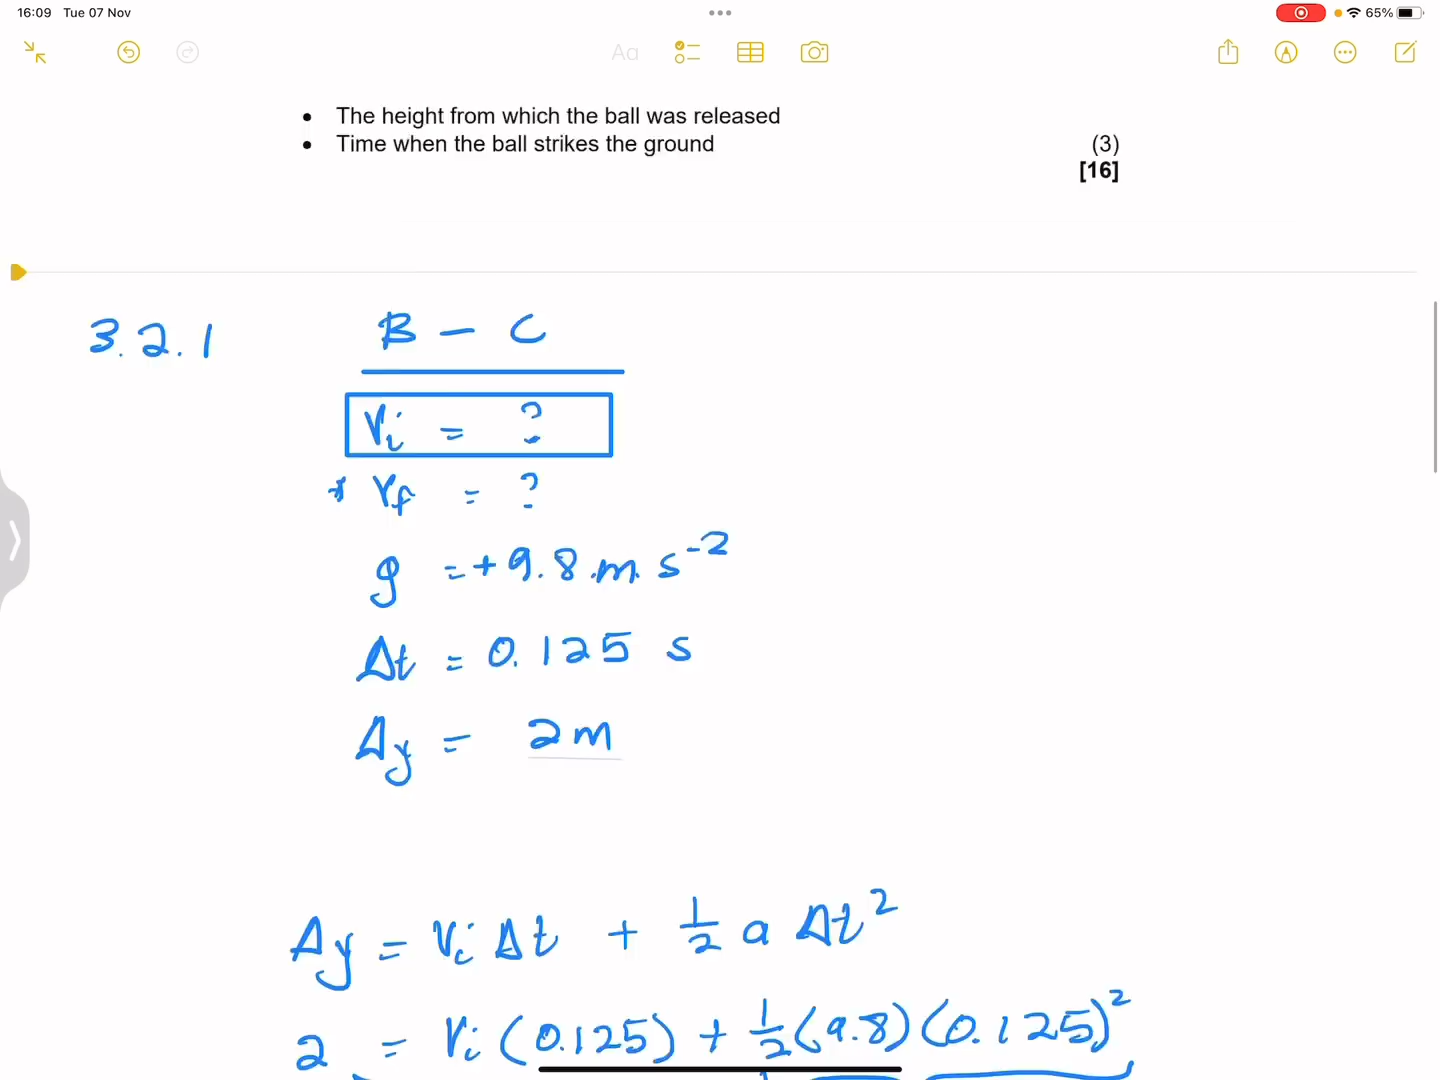 16:09 Tue 07 Nov
65%
Aa
• The height from which the ball was released
• Time when the ball strikes the ground (3)
[16]
3.2.1 B - C
Vi = ?
* Vf = ?
g = +9.8 .m. s⁻²
Δt = 0.125 s
Δy = 2m
Δy = Vi Δt + 1/2 a Δt²
2 = Vi (0.125) + 1/2 (9.8) (0.125)²